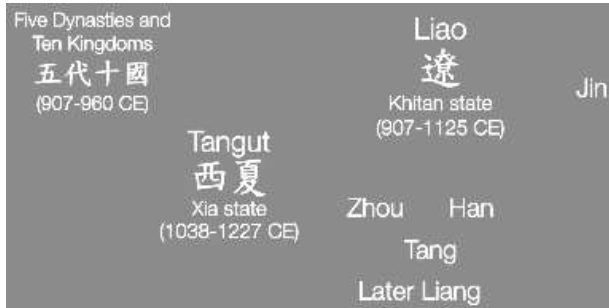 Five Dynasties and
Ten Kingdoms
五代十國
(907-960 CE)
Liao
遼
Khitan state
(907-1125 CE)
Jin
Tangut
西夏
Xia state
(1038-1227 CE)
Zhou Han
Tang
Later Liang